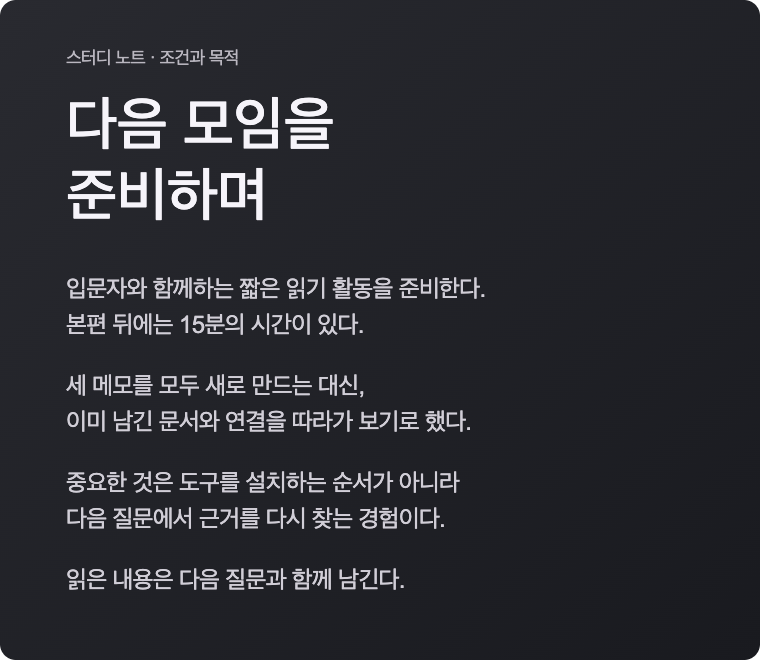 스터디 노트 · 조건과 목적
다음 모임을
준비하며
입문자와 함께하는 짧은 읽기 활동을 준비한다.
본편 뒤에는 15분의 시간이 있다.
세 메모를 모두 새로 만드는 대신,
이미 남긴 문서와 연결을 따라가 보기로 했다.
중요한 것은 도구를 설치하는 순서가 아니라
다음 질문에서 근거를 다시 찾는 경험이다.
읽은 내용은 다음 질문과 함께 남긴다.